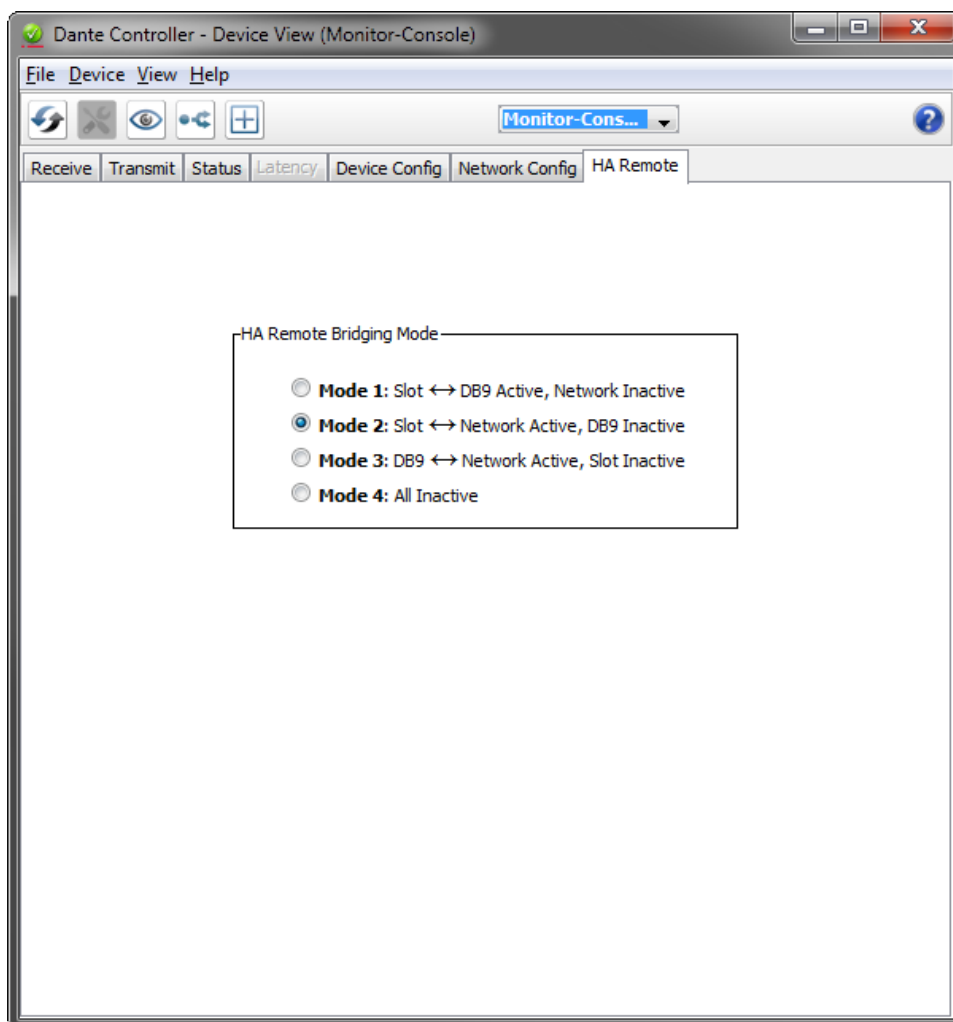 Dante Controller - Device View (Monitor-Console)
File Device View Help
Monitor-Cons...
Receive Transmit Status Latency Device Config Network Config HA Remote
HA Remote Bridging Mode
Mode 1: Slot ↔ DB9 Active, Network Inactive
Mode 2: Slot ↔ Network Active, DB9 Inactive
Mode 3: DB9 ↔ Network Active, Slot Inactive
Mode 4: All Inactive